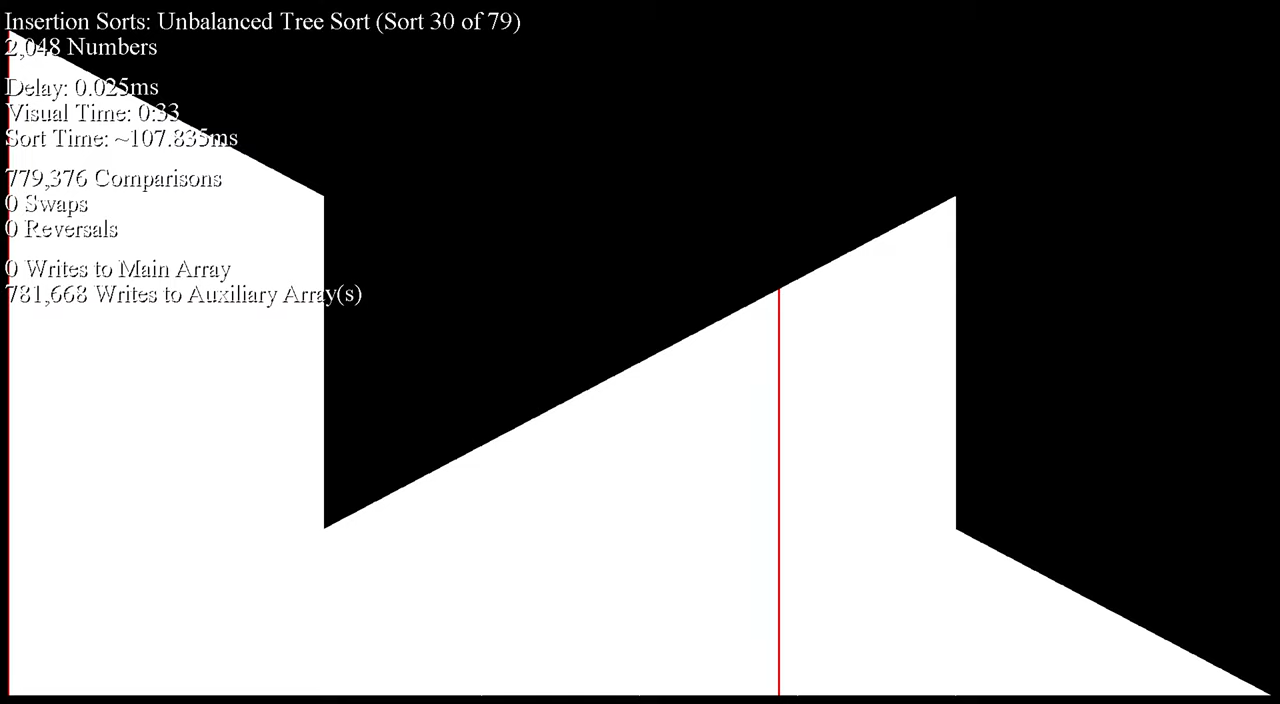 Insertion Sorts: Unbalanced Tree Sort (Sort 30 of 79)
2,048 Numbers
Delay: 0.025ms
Visual Time: 0:33
Sort Time: ~107.835ms
779,376 Comparisons
0 Swaps
0 Reversals
0 Writes to Main Array
781,668 Writes to Auxiliary Array(s)